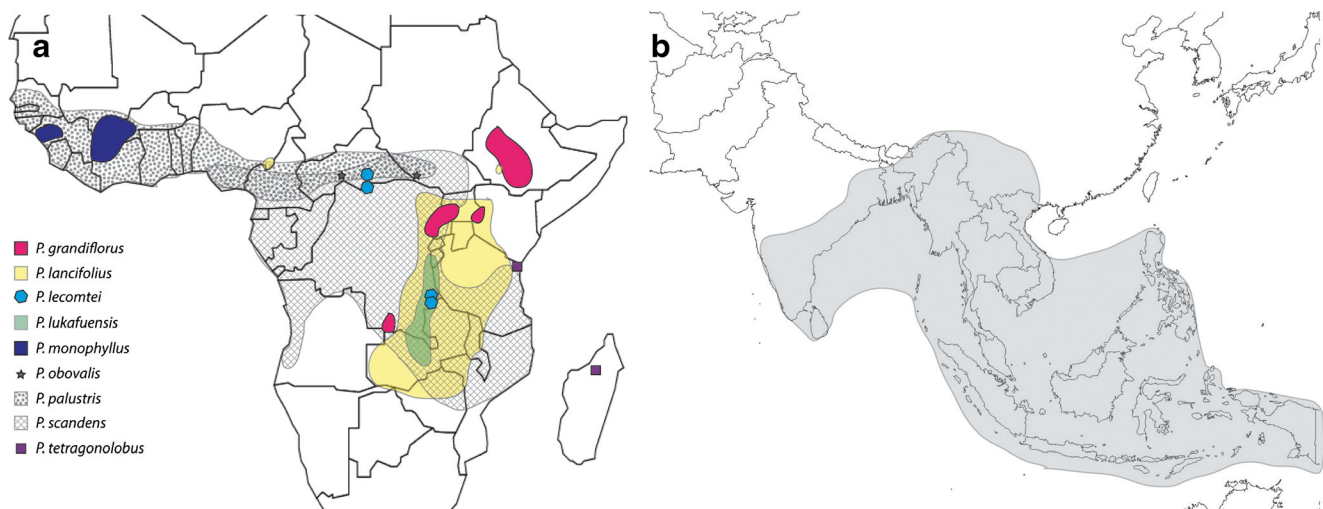 a
b
P. grandiflorus
P. lancifolius
P. lecomtei
P. lukafuensis
P. monophyllus
P. obovalis
P. palustris
P. scandens
P. tetragonolobus